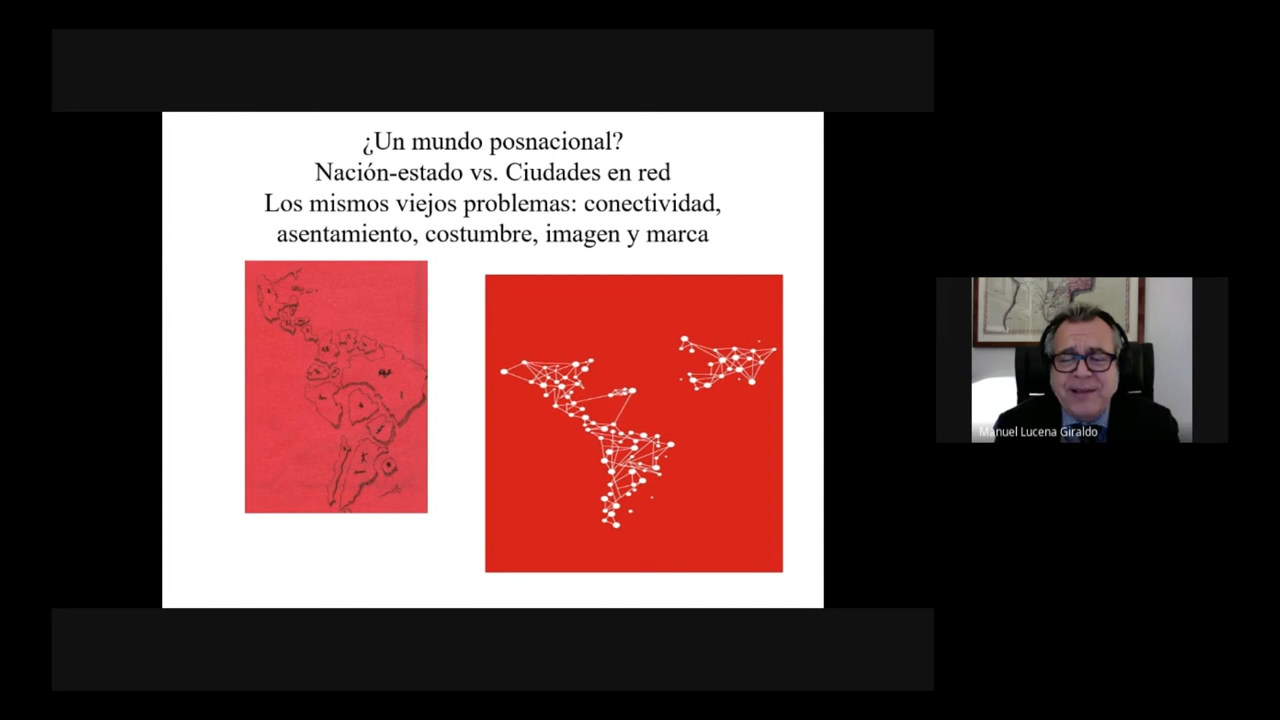 ¿Un mundo posnacional?
Nación-estado vs. Ciudades en red
Los mismos viejos problemas: conectividad,
asentamiento, costumbre, imagen y marca
Manuel Lucena Giraldo